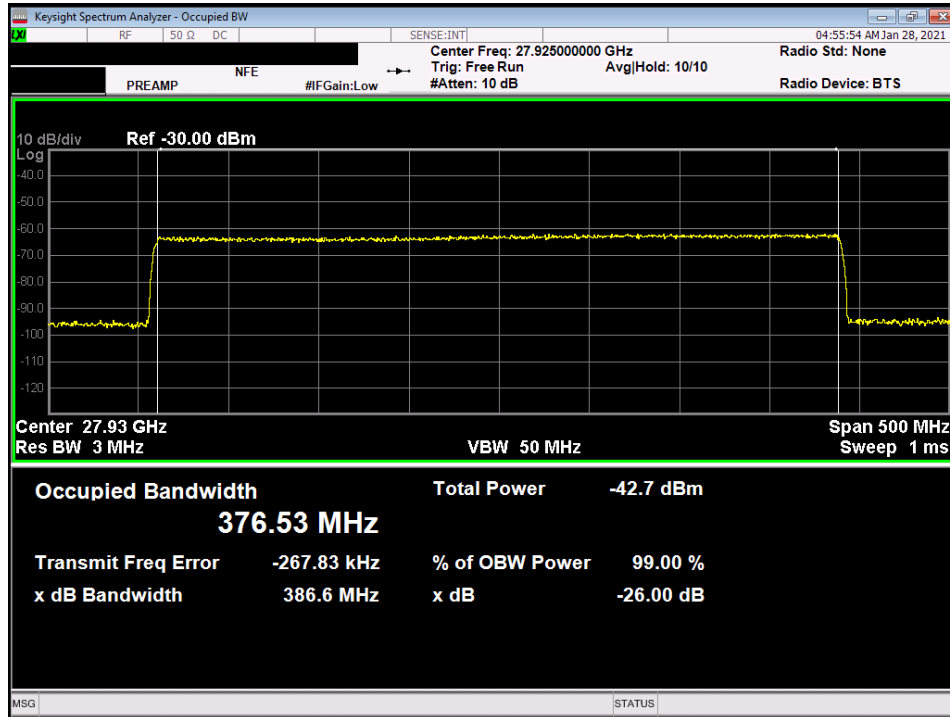 Keysight Spectrum Analyzer - Occupied BW
LXI RF 50 Ω DC SENSE:INT 04:55:54 AM Jan 28, 2021
Center Freq: 27.925000000 GHz Radio Std: None
NFE Trig: Free Run Avg|Hold: 10/10
PREAMP #IFGain:Low #Atten: 10 dB Radio Device: BTS
10 dB/div Ref -30.00 dBm
Log
-40.0
-50.0
-60.0
-70.0
-80.0
-90.0
-100
-110
-120
Center 27.93 GHz Span 500 MHz
Res BW 3 MHz VBW 50 MHz Sweep 1 ms
Occupied Bandwidth Total Power -42.7 dBm
376.53 MHz
Transmit Freq Error -267.83 kHz % of OBW Power 99.00 %
x dB Bandwidth 386.6 MHz x dB -26.00 dB
MSG STATUS